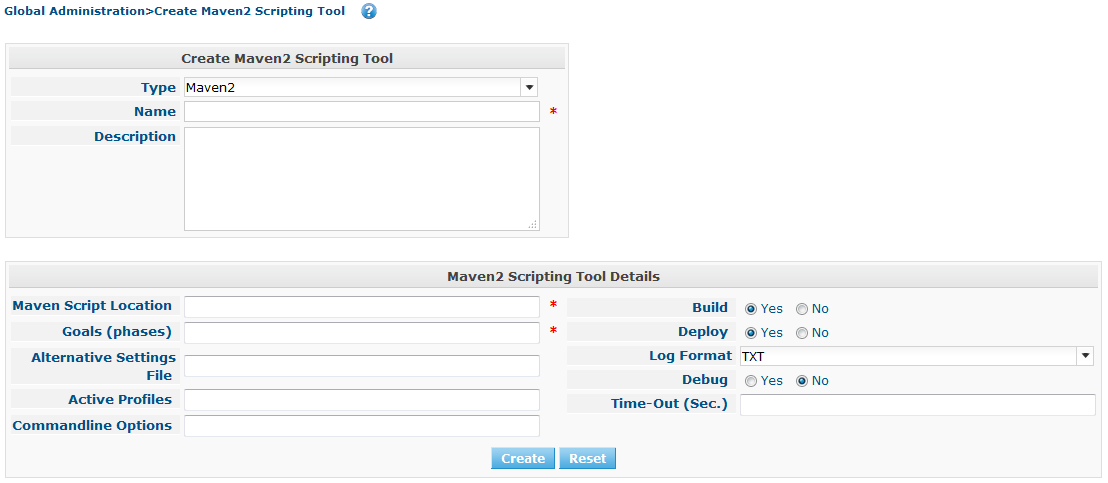 Global Administration>Create Maven2 Scripting Tool ?
Create Maven2 Scripting Tool
Type Maven2
Name *
Description
Maven2 Scripting Tool Details
Maven Script Location *
Goals (phases) *
Alternative Settings
File
Active Profiles
Commandline Options
Build Yes No
Deploy Yes No
Log Format TXT
Debug Yes No
Time-Out (Sec.)
Create Reset